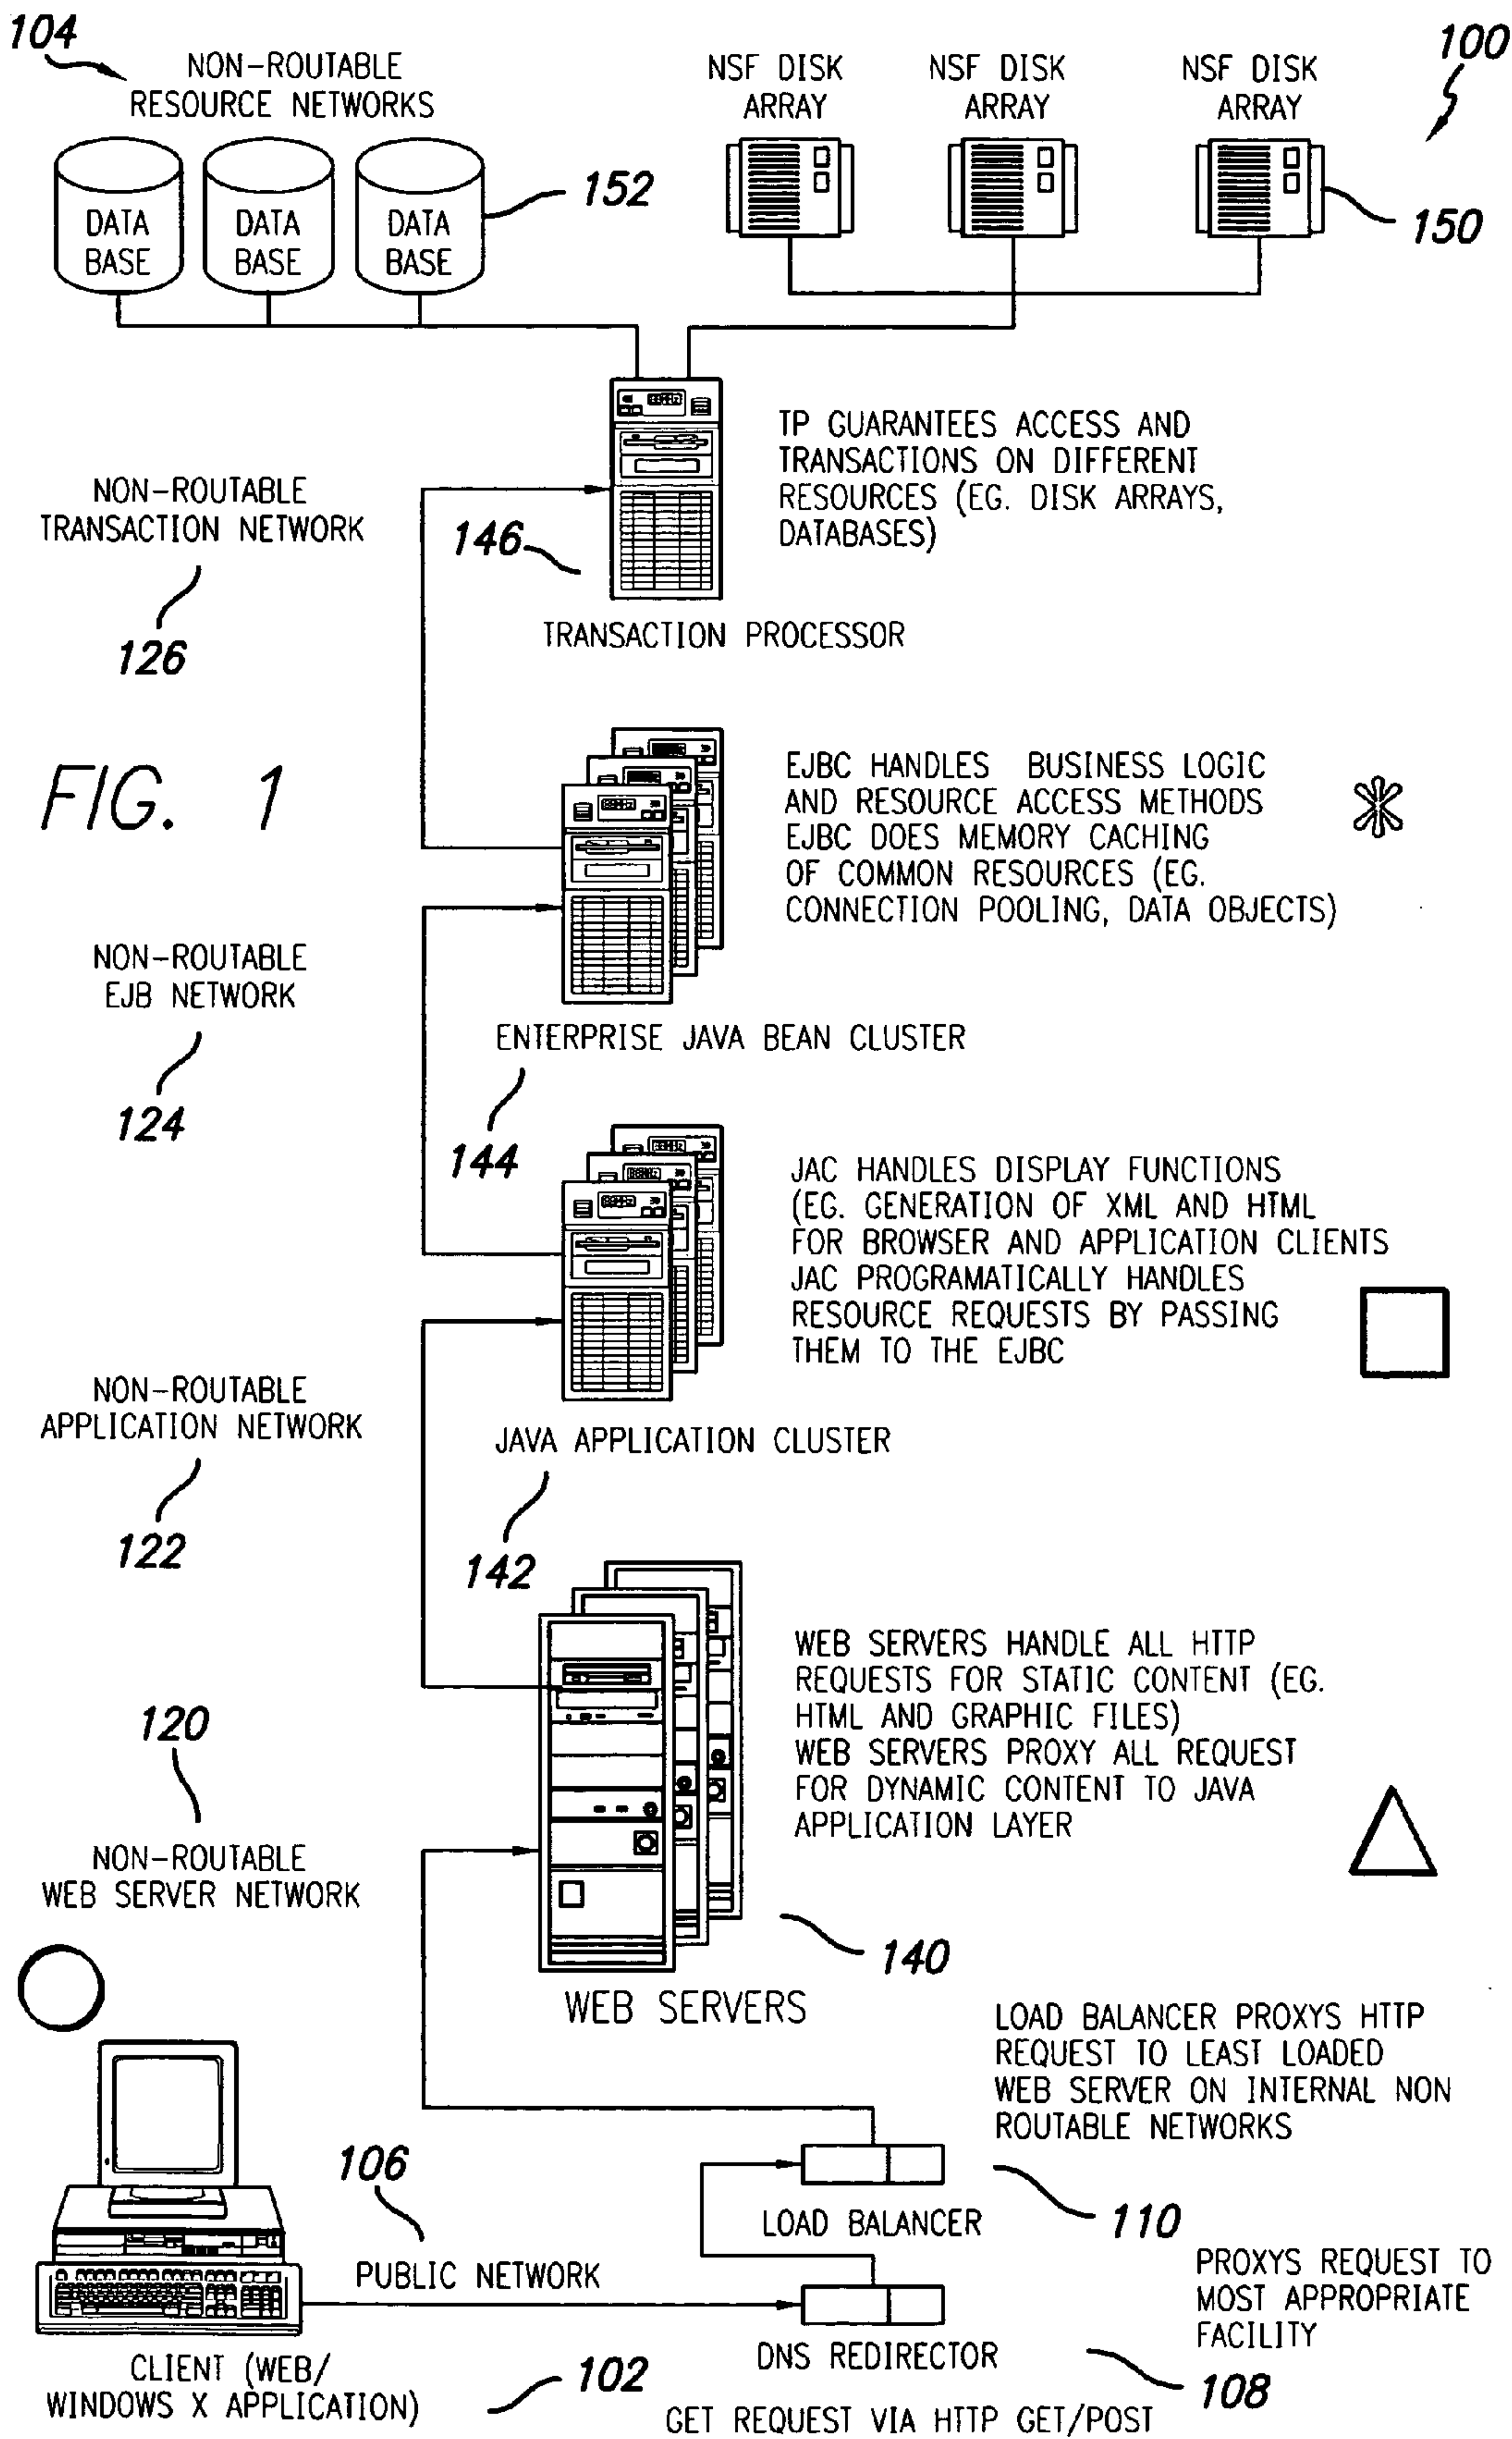 104
NON-ROUTABLE
RESOURCE NETWORKS
NSF DISK
ARRAY
NSF DISK
ARRAY
NSF DISK
ARRAY
100
DATA
BASE
DATA
BASE
DATA
BASE
152
150
TP GUARANTEES ACCESS AND
TRANSACTIONS ON DIFFERENT
RESOURCES (EG. DISK ARRAYS,
DATABASES)
NON-ROUTABLE
TRANSACTION NETWORK
126
146
TRANSACTION PROCESSOR
FIG. 1
EJBC HANDLES BUSINESS LOGIC
AND RESOURCE ACCESS METHODS
EJBC DOES MEMORY CACHING
OF COMMON RESOURCES (EG.
CONNECTION POOLING, DATA OBJECTS)
NON-ROUTABLE
EJB NETWORK
124
ENTERPRISE JAVA BEAN CLUSTER
144
JAC HANDLES DISPLAY FUNCTIONS
(EG. GENERATION OF XML AND HTML
FOR BROWSER AND APPLICATION CLIENTS
JAC PROGRAMATICALLY HANDLES
RESOURCE REQUESTS BY PASSING
THEM TO THE EJBC
NON-ROUTABLE
APPLICATION NETWORK
122
JAVA APPLICATION CLUSTER
142
WEB SERVERS HANDLE ALL HTTP
REQUESTS FOR STATIC CONTENT (EG.
HTML AND GRAPHIC FILES)
WEB SERVERS PROXY ALL REQUEST
FOR DYNAMIC CONTENT TO JAVA
APPLICATION LAYER
120
NON-ROUTABLE
WEB SERVER NETWORK
140
WEB SERVERS
LOAD BALANCER PROXYS HTTP
REQUEST TO LEAST LOADED
WEB SERVER ON INTERNAL NON
ROUTABLE NETWORKS
106
PUBLIC NETWORK
LOAD BALANCER
110
PROXYS REQUEST TO
MOST APPROPRIATE
FACILITY
DNS REDIRECTOR
108
CLIENT (WEB/
WINDOWS X APPLICATION)
102
GET REQUEST VIA HTTP GET/POST